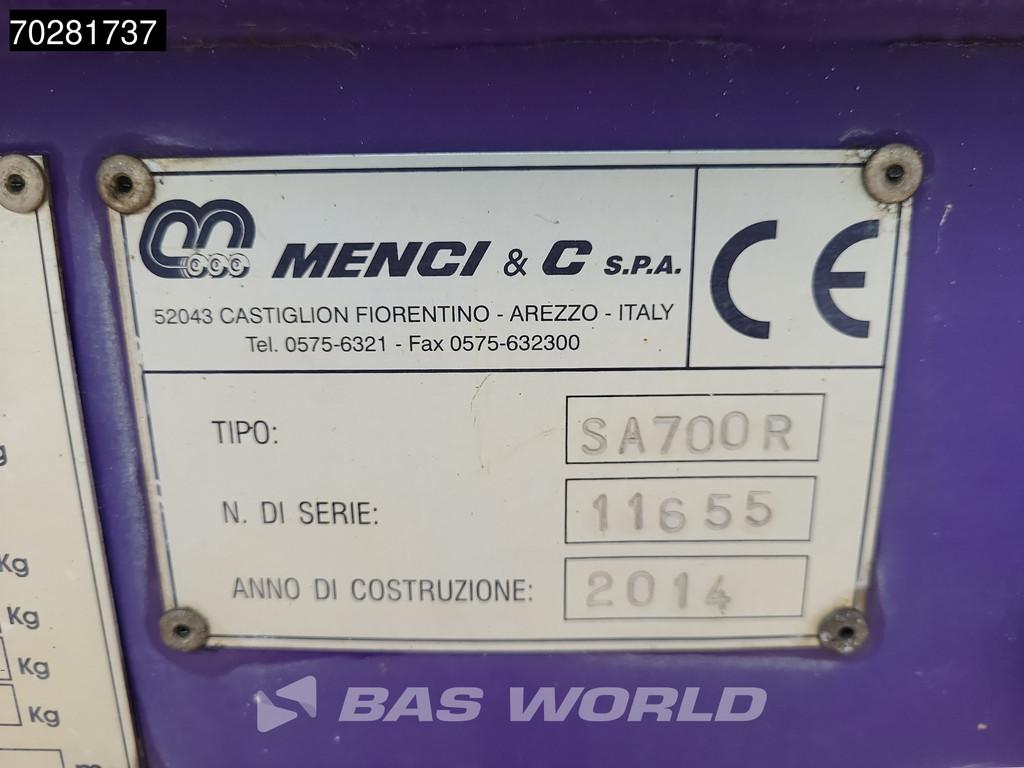 70281737
MENCI & C S.P.A.
52043 CASTIGLION FIORENTINO - AREZZO - ITALY
Tel. 0575-6321 - Fax 0575-632300
CE
TIPO: SA700R
N. DI SERIE: 11655
ANNO DI COSTRUZIONE: 2014
Kg
Kg
Kg
Kg
BAS WORLD